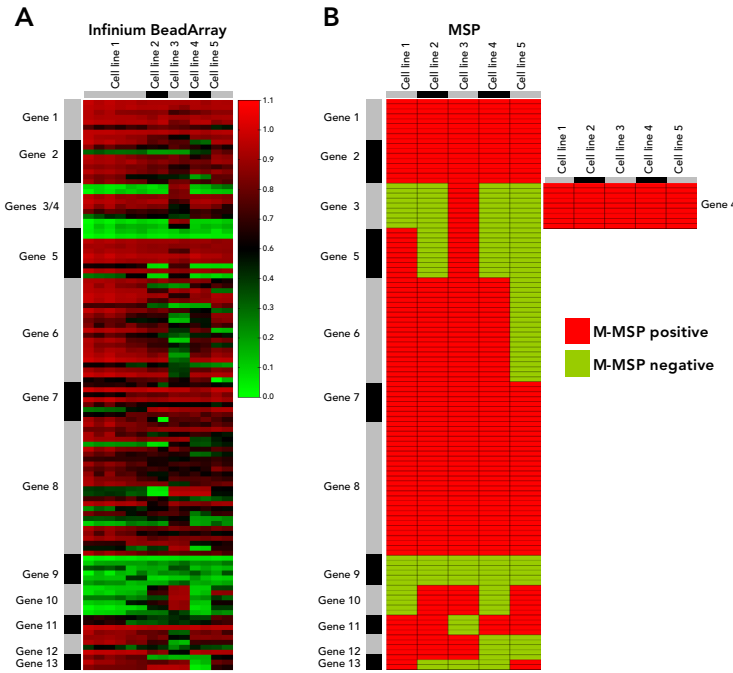 A
B
Infinium BeadArray
MSP
Cell line 1
Cell line 2
Cell line 3
Cell line 4
Cell line 5
Cell line 1
Cell line 2
Cell line 3
Cell line 4
Cell line 5
Cell line 1
Cell line 2
Cell line 3
Cell line 4
Cell line 5
Gene 1
Gene 2
Genes 3/4
Gene 5
Gene 6
Gene 7
Gene 8
Gene 9
Gene 10
Gene 11
Gene 12
Gene 13
1.1
1.0
0.9
0.8
0.7
0.6
0.5
0.4
0.3
0.2
0.1
0.0
Gene 1
Gene 2
Gene 3
Gene 5
Gene 6
Gene 7
Gene 8
Gene 9
Gene 10
Gene 11
Gene 12
Gene 13
Gene 4
M-MSP positive
M-MSP negative